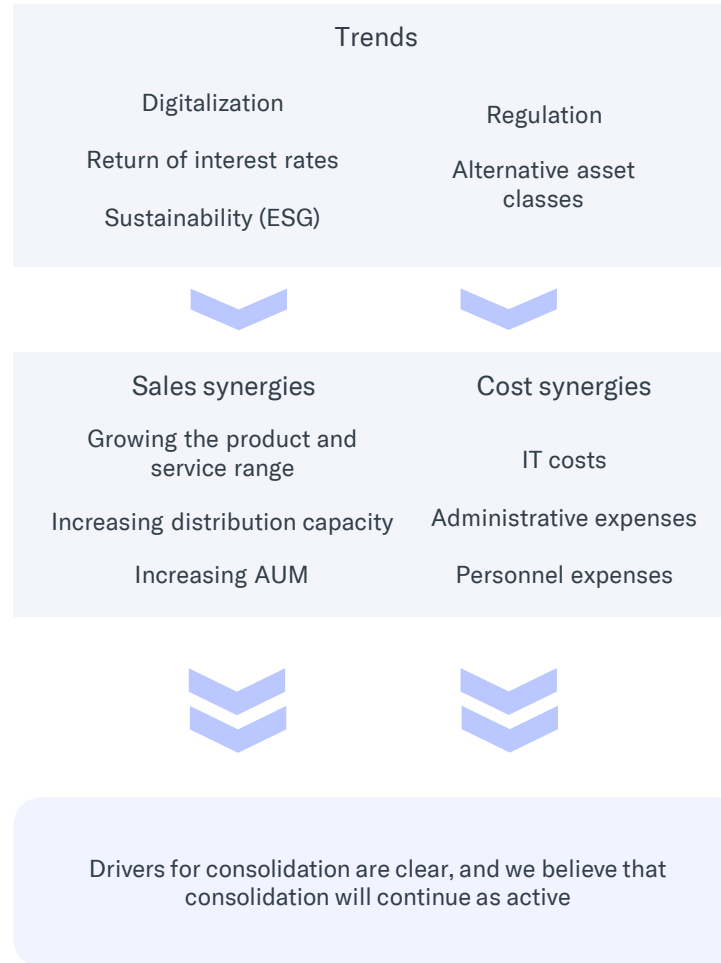 Trends
Digitalization
Return of interest rates
Sustainability (ESG)
Regulation
Alternative asset
classes
Sales synergies
Growing the product and
service range
Increasing distribution capacity
Increasing AUM
Cost synergies
IT costs
Administrative expenses
Personnel expenses
Drivers for consolidation are clear, and we believe that
consolidation will continue as active